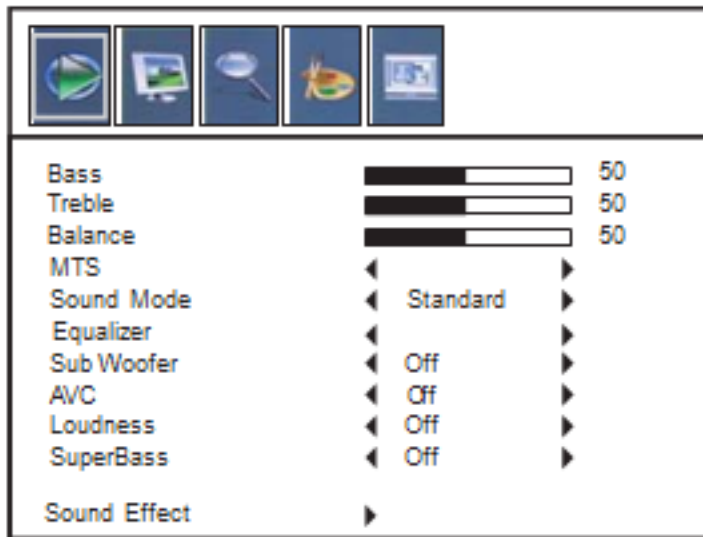 Bass 50
Treble 50
Balance 50
MTS
Sound Mode Standard
Equalizer
Sub Woofer Off
AVC Off
Loudness Off
SuperBass Off
Sound Effect